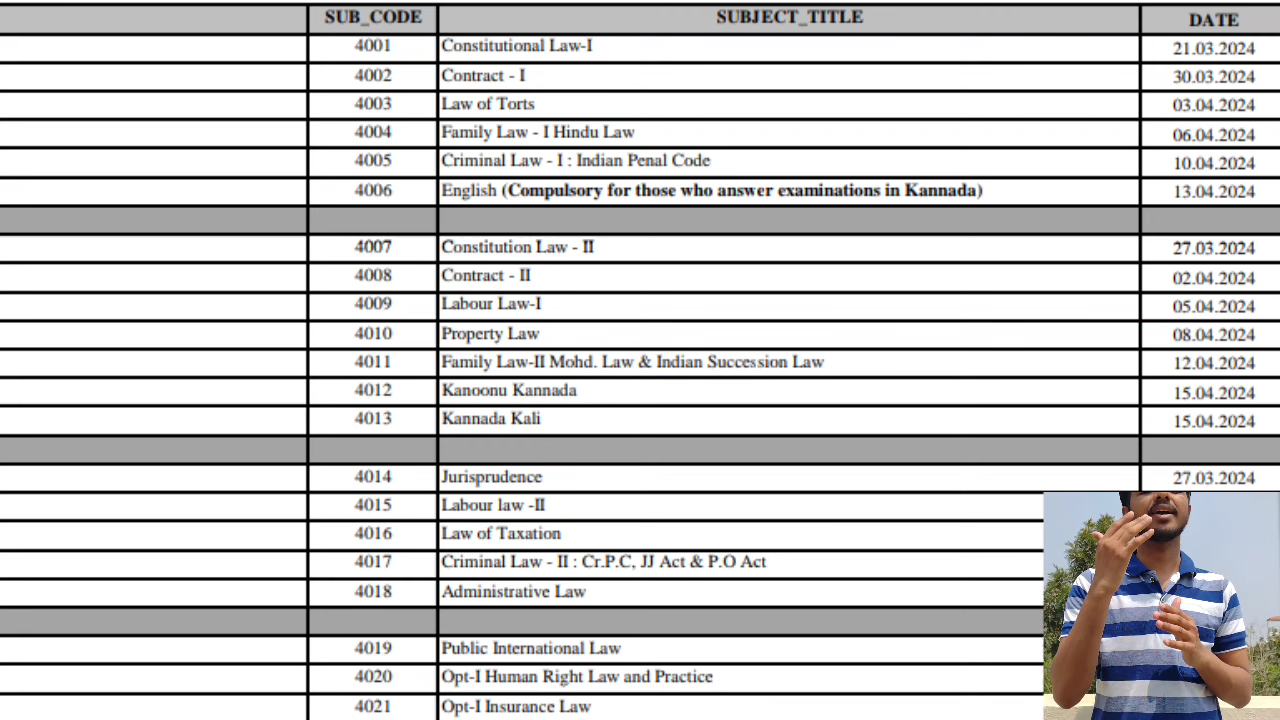 SUB_CODE SUBJECT_TITLE DATE
4001 Constitutional Law-I 21.03.2024
4002 Contract - I 30.03.2024
4003 Law of Torts 03.04.2024
4004 Family Law - I Hindu Law 06.04.2024
4005 Criminal Law - I : Indian Penal Code 10.04.2024
4006 English (Compulsory for those who answer examinations in Kannada) 13.04.2024
4007 Constitution Law - II 27.03.2024
4008 Contract - II 02.04.2024
4009 Labour Law-I 05.04.2024
4010 Property Law 08.04.2024
4011 Family Law-II Mohd. Law & Indian Succession Law 12.04.2024
4012 Kanoonu Kannada 15.04.2024
4013 Kannada Kali 15.04.2024
4014 Jurisprudence 27.03.2024
4015 Labour law -II
4016 Law of Taxation
4017 Criminal Law - II : Cr.P.C, JJ Act & P.O Act
4018 Administrative Law
4019 Public International Law
4020 Opt-I Human Right Law and Practice
4021 Opt-I Insurance Law